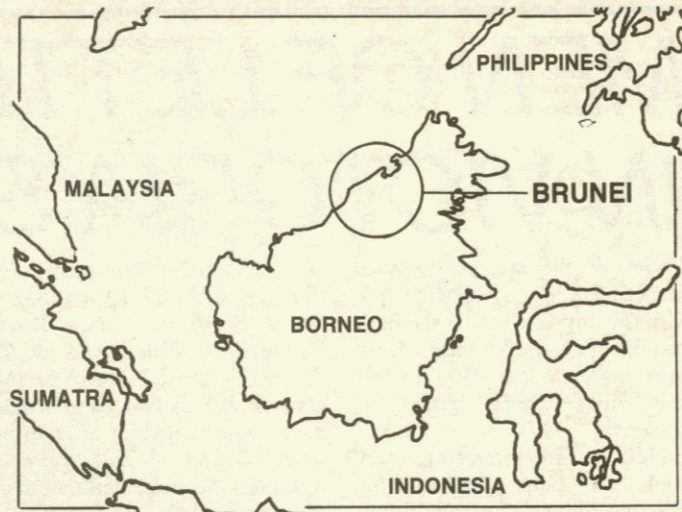 PHILIPPINES
MALAYSIA
BRUNEI
BORNEO
SUMATRA
INDONESIA